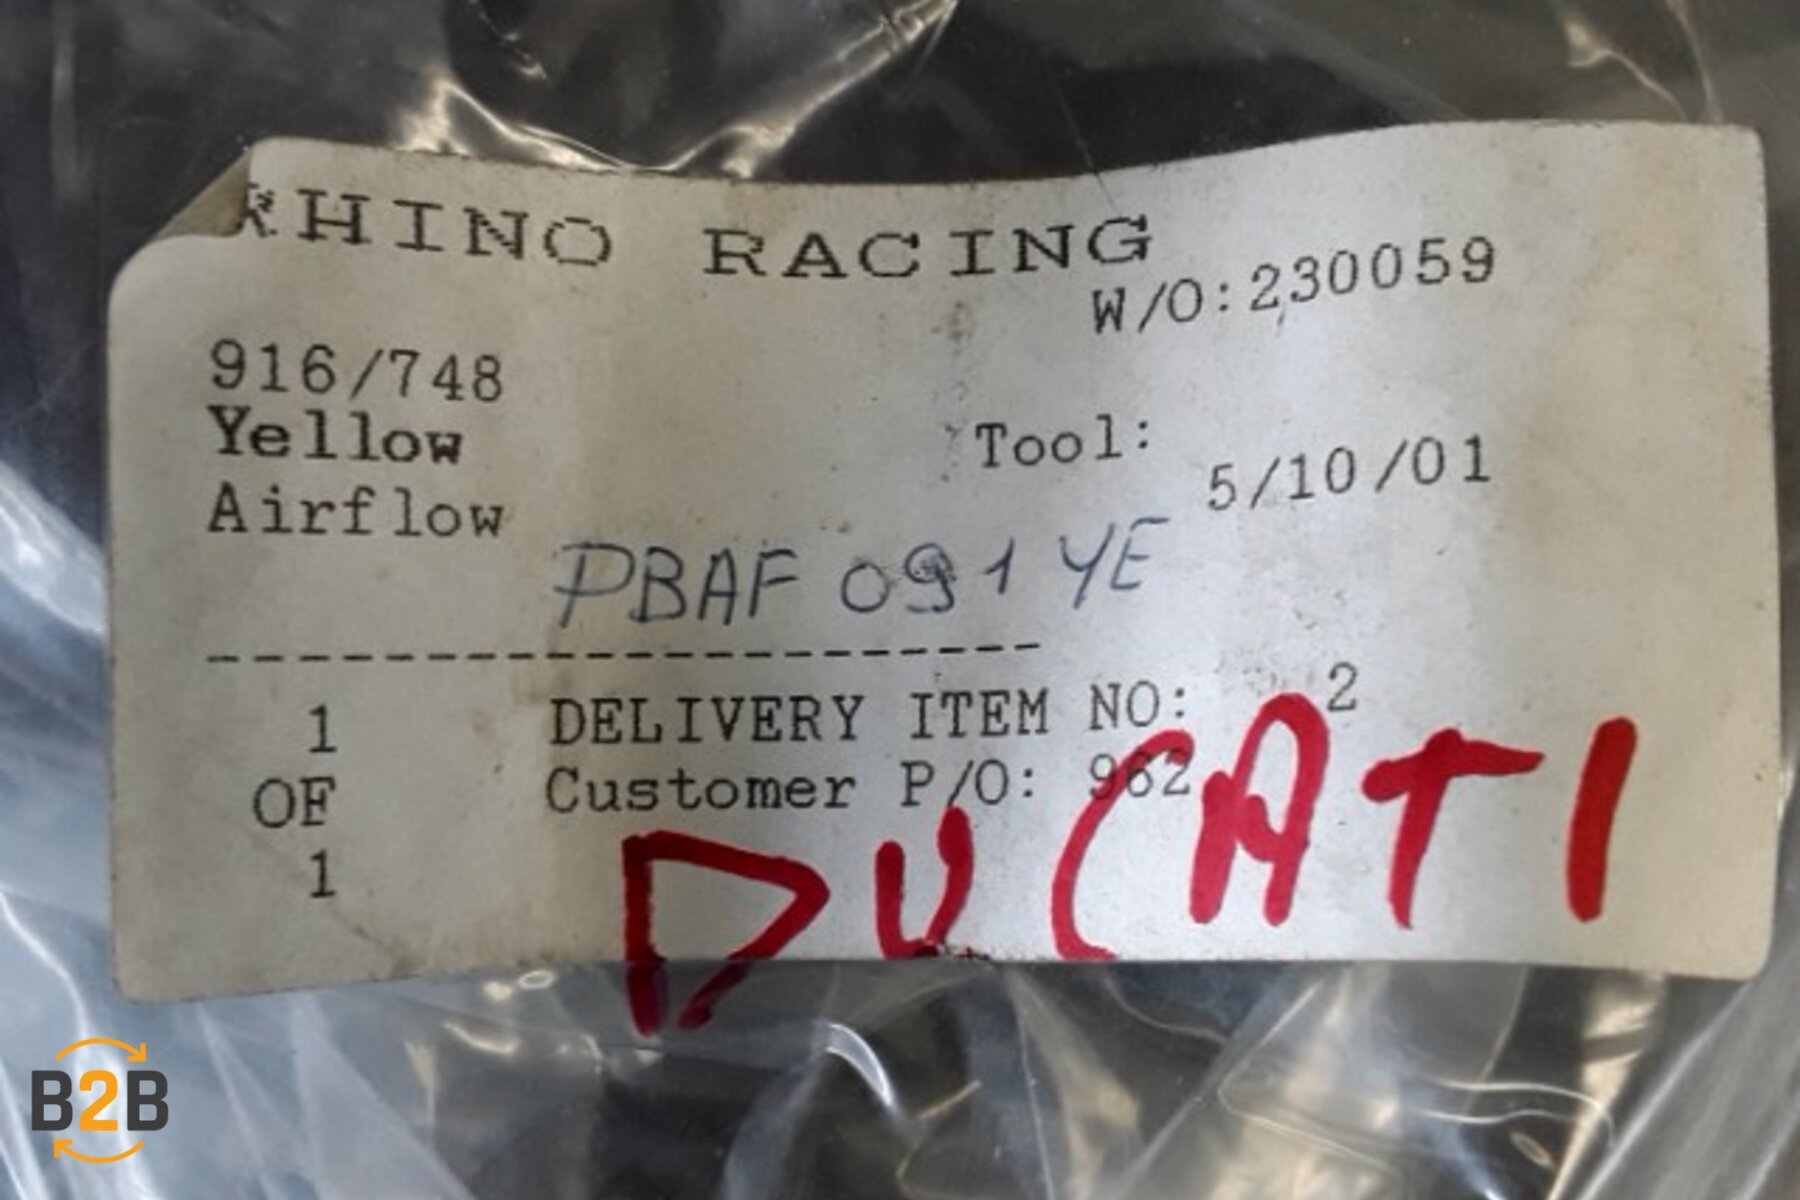 RHINO RACING
W/O:230059
916/748
Yellow
Tool:
5/10/01
Airflow
PBAF 091 YE
-----------------------
1 DELIVERY ITEM NO: 2
OF Customer P/O: 962
1
DUCATI
B2B